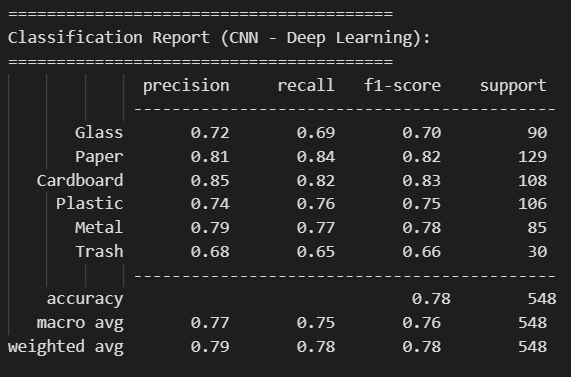 ========================================
Classification Report (CNN - Deep Learning):
========================================
precision recall f1-score support
--------------------------------------------
Glass 0.72 0.69 0.70 90
Paper 0.81 0.84 0.82 129
Cardboard 0.85 0.82 0.83 108
Plastic 0.74 0.76 0.75 106
Metal 0.79 0.77 0.78 85
Trash 0.68 0.65 0.66 30
--------------------------------------------
accuracy 0.78 548
macro avg 0.77 0.75 0.76 548
weighted avg 0.79 0.78 0.78 548